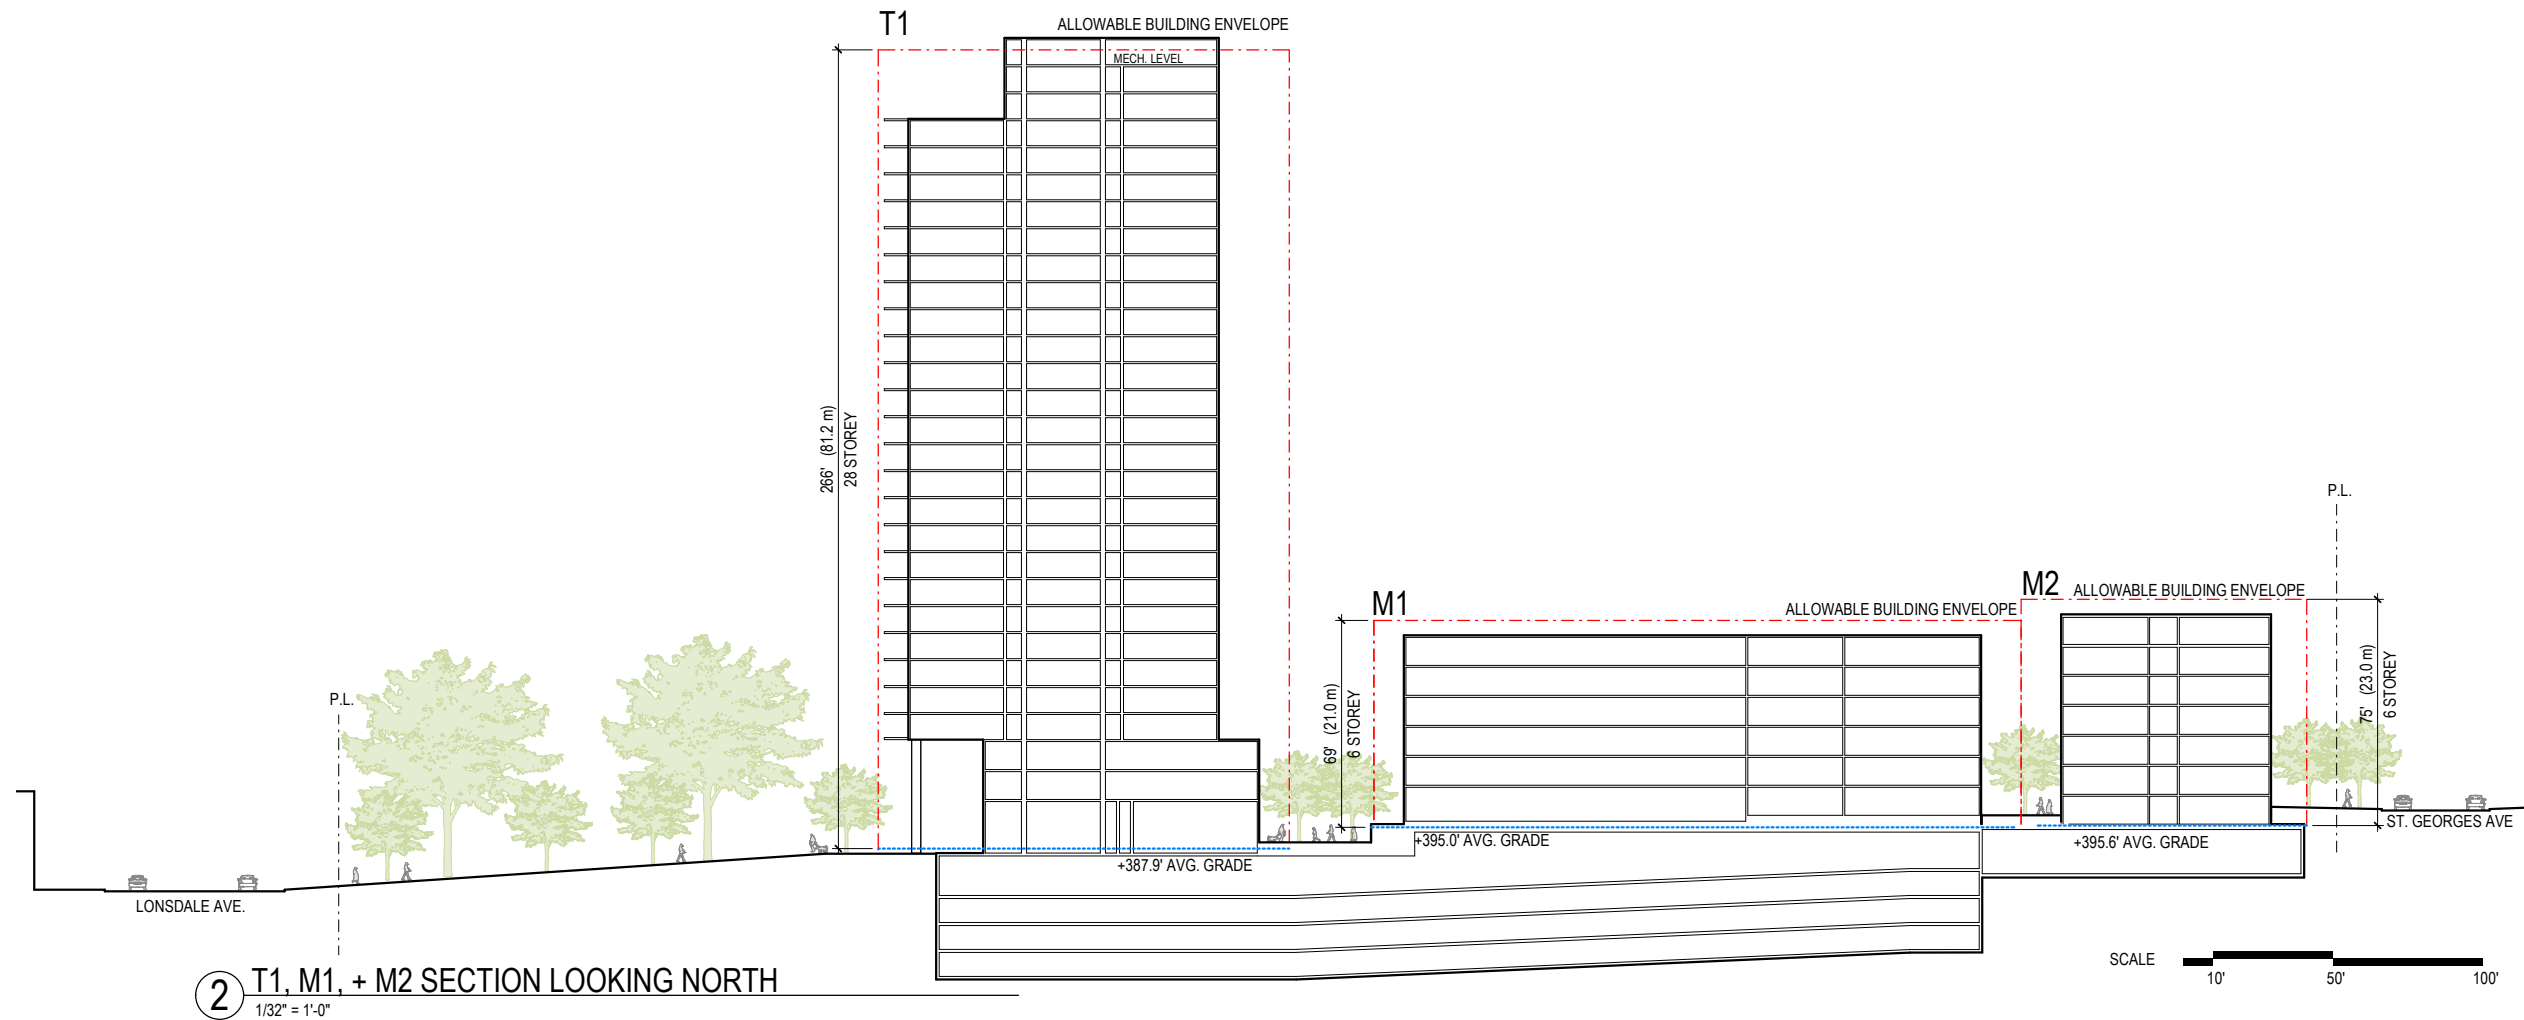 T1
ALLOWABLE BUILDING ENVELOPE
MECH. LEVEL
266' (81.2 m)
28 STOREY
P.L.
P.L.
M1
ALLOWABLE BUILDING ENVELOPE
M2
ALLOWABLE BUILDING ENVELOPE
69' (21.0 m)
6 STOREY
75' (23.0 m)
6 STOREY
+387.9' AVG. GRADE
+395.0' AVG. GRADE
+395.6' AVG. GRADE
ST. GEORGES AVE
LONSDALE AVE.
2
T1, M1, + M2 SECTION LOOKING NORTH
1/32" = 1'-0"
SCALE
10' 50' 100'